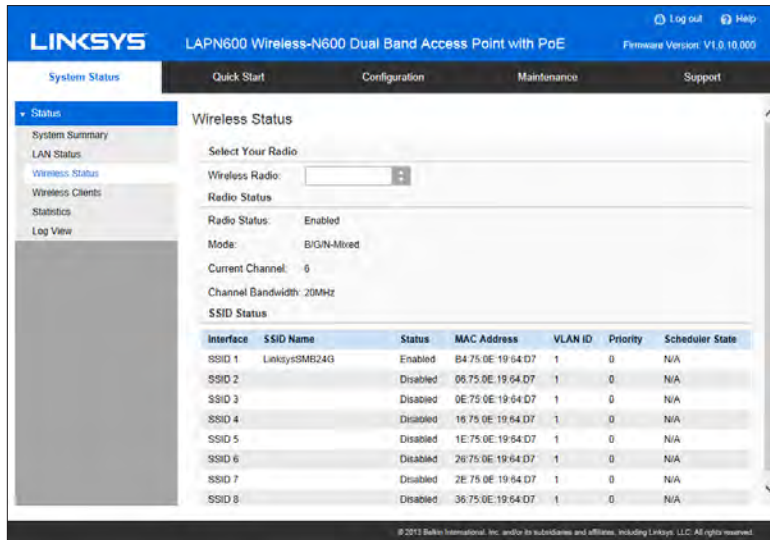 Log out Help
LINKSYS LAPN600 Wireless-N600 Dual Band Access Point with PoE Firmware Version: V1.0.10.000
System Status Quick Start Configuration Maintenance Support
Status
System Summary
LAN Status
Wireless Status
Wireless Clients
Statistics
Log View
Wireless Status
Select Your Radio
Wireless Radio:
Radio Status
Radio Status: Enabled
Mode: B/G/N-Mixed
Current Channel: 6
Channel Bandwidth: 20MHz
SSID Status
Interface SSID Name Status MAC Address VLAN ID Priority Scheduler State
SSID 1 LinksysSMB24G Enabled B4:75:0E:19:64:D7 1 0 N/A
SSID 2 Disabled 06:75:0E:19:64:D7 1 0 N/A
SSID 3 Disabled 0E:75:0E:19:64:D7 1 0 N/A
SSID 4 Disabled 16:75:0E:19:64:D7 1 0 N/A
SSID 5 Disabled 1E:75:0E:19:64:D7 1 0 N/A
SSID 6 Disabled 26:75:0E:19:64:D7 1 0 N/A
SSID 7 Disabled 2E:75:0E:19:64:D7 1 0 N/A
SSID 8 Disabled 36:75:0E:19:64:D7 1 0 N/A
© 2013 Belkin International, Inc. and/or its subsidiaries and affiliates, including Linksys, LLC. All rights reserved.